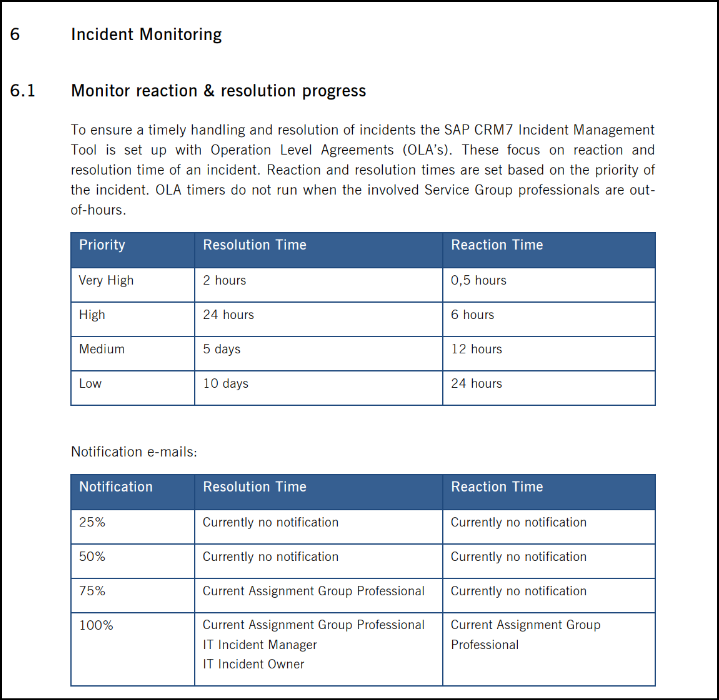 6 Incident Monitoring
6.1 Monitor reaction & resolution progress
To ensure a timely handling and resolution of incidents the SAP CRM7 Incident Management
Tool is set up with Operation Level Agreements (OLA's). These focus on reaction and
resolution time of an incident. Reaction and resolution times are set based on the priority of
the incident. OLA timers do not run when the involved Service Group professionals are out-
of-hours.
Priority Resolution Time Reaction Time
Very High 2 hours 0,5 hours
High 24 hours 6 hours
Medium 5 days 12 hours
Low 10 days 24 hours
Notification e-mails:
Notification Resolution Time Reaction Time
25% Currently no notification Currently no notification
50% Currently no notification Currently no notification
75% Current Assignment Group Professional Currently no notification
100% Current Assignment Group Professional Current Assignment Group
IT Incident Manager Professional
IT Incident Owner